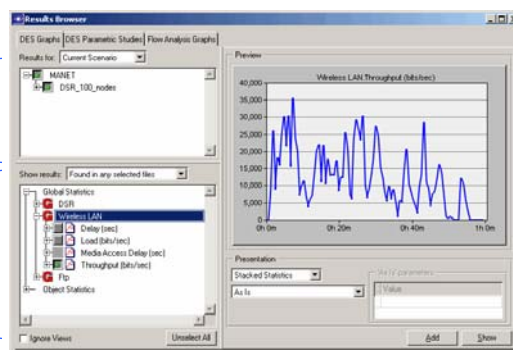 Results Browser
DES Graphs DES Parametric Studies Flow Analysis Graphs
Results for: Current Scenario
MANET
DSR_100_nodes
Show results: Found in any selected files
Global Statistics
DSR
Wireless LAN
Delay (sec)
Load (bits/sec)
Media Access Delay (sec)
Throughput (bits/sec)
Ftp
Object Statistics
Ignore Views
Unselect All
Preview
Wireless LAN.Throughput (bits/sec)
40,000
35,000
30,000
25,000
20,000
15,000
10,000
5,000
0
0h 0m 0h 20m 0h 40m 1h 0m
Presentation
Stacked Statistics
As Is
'As Is' parameters
Value
Add Show